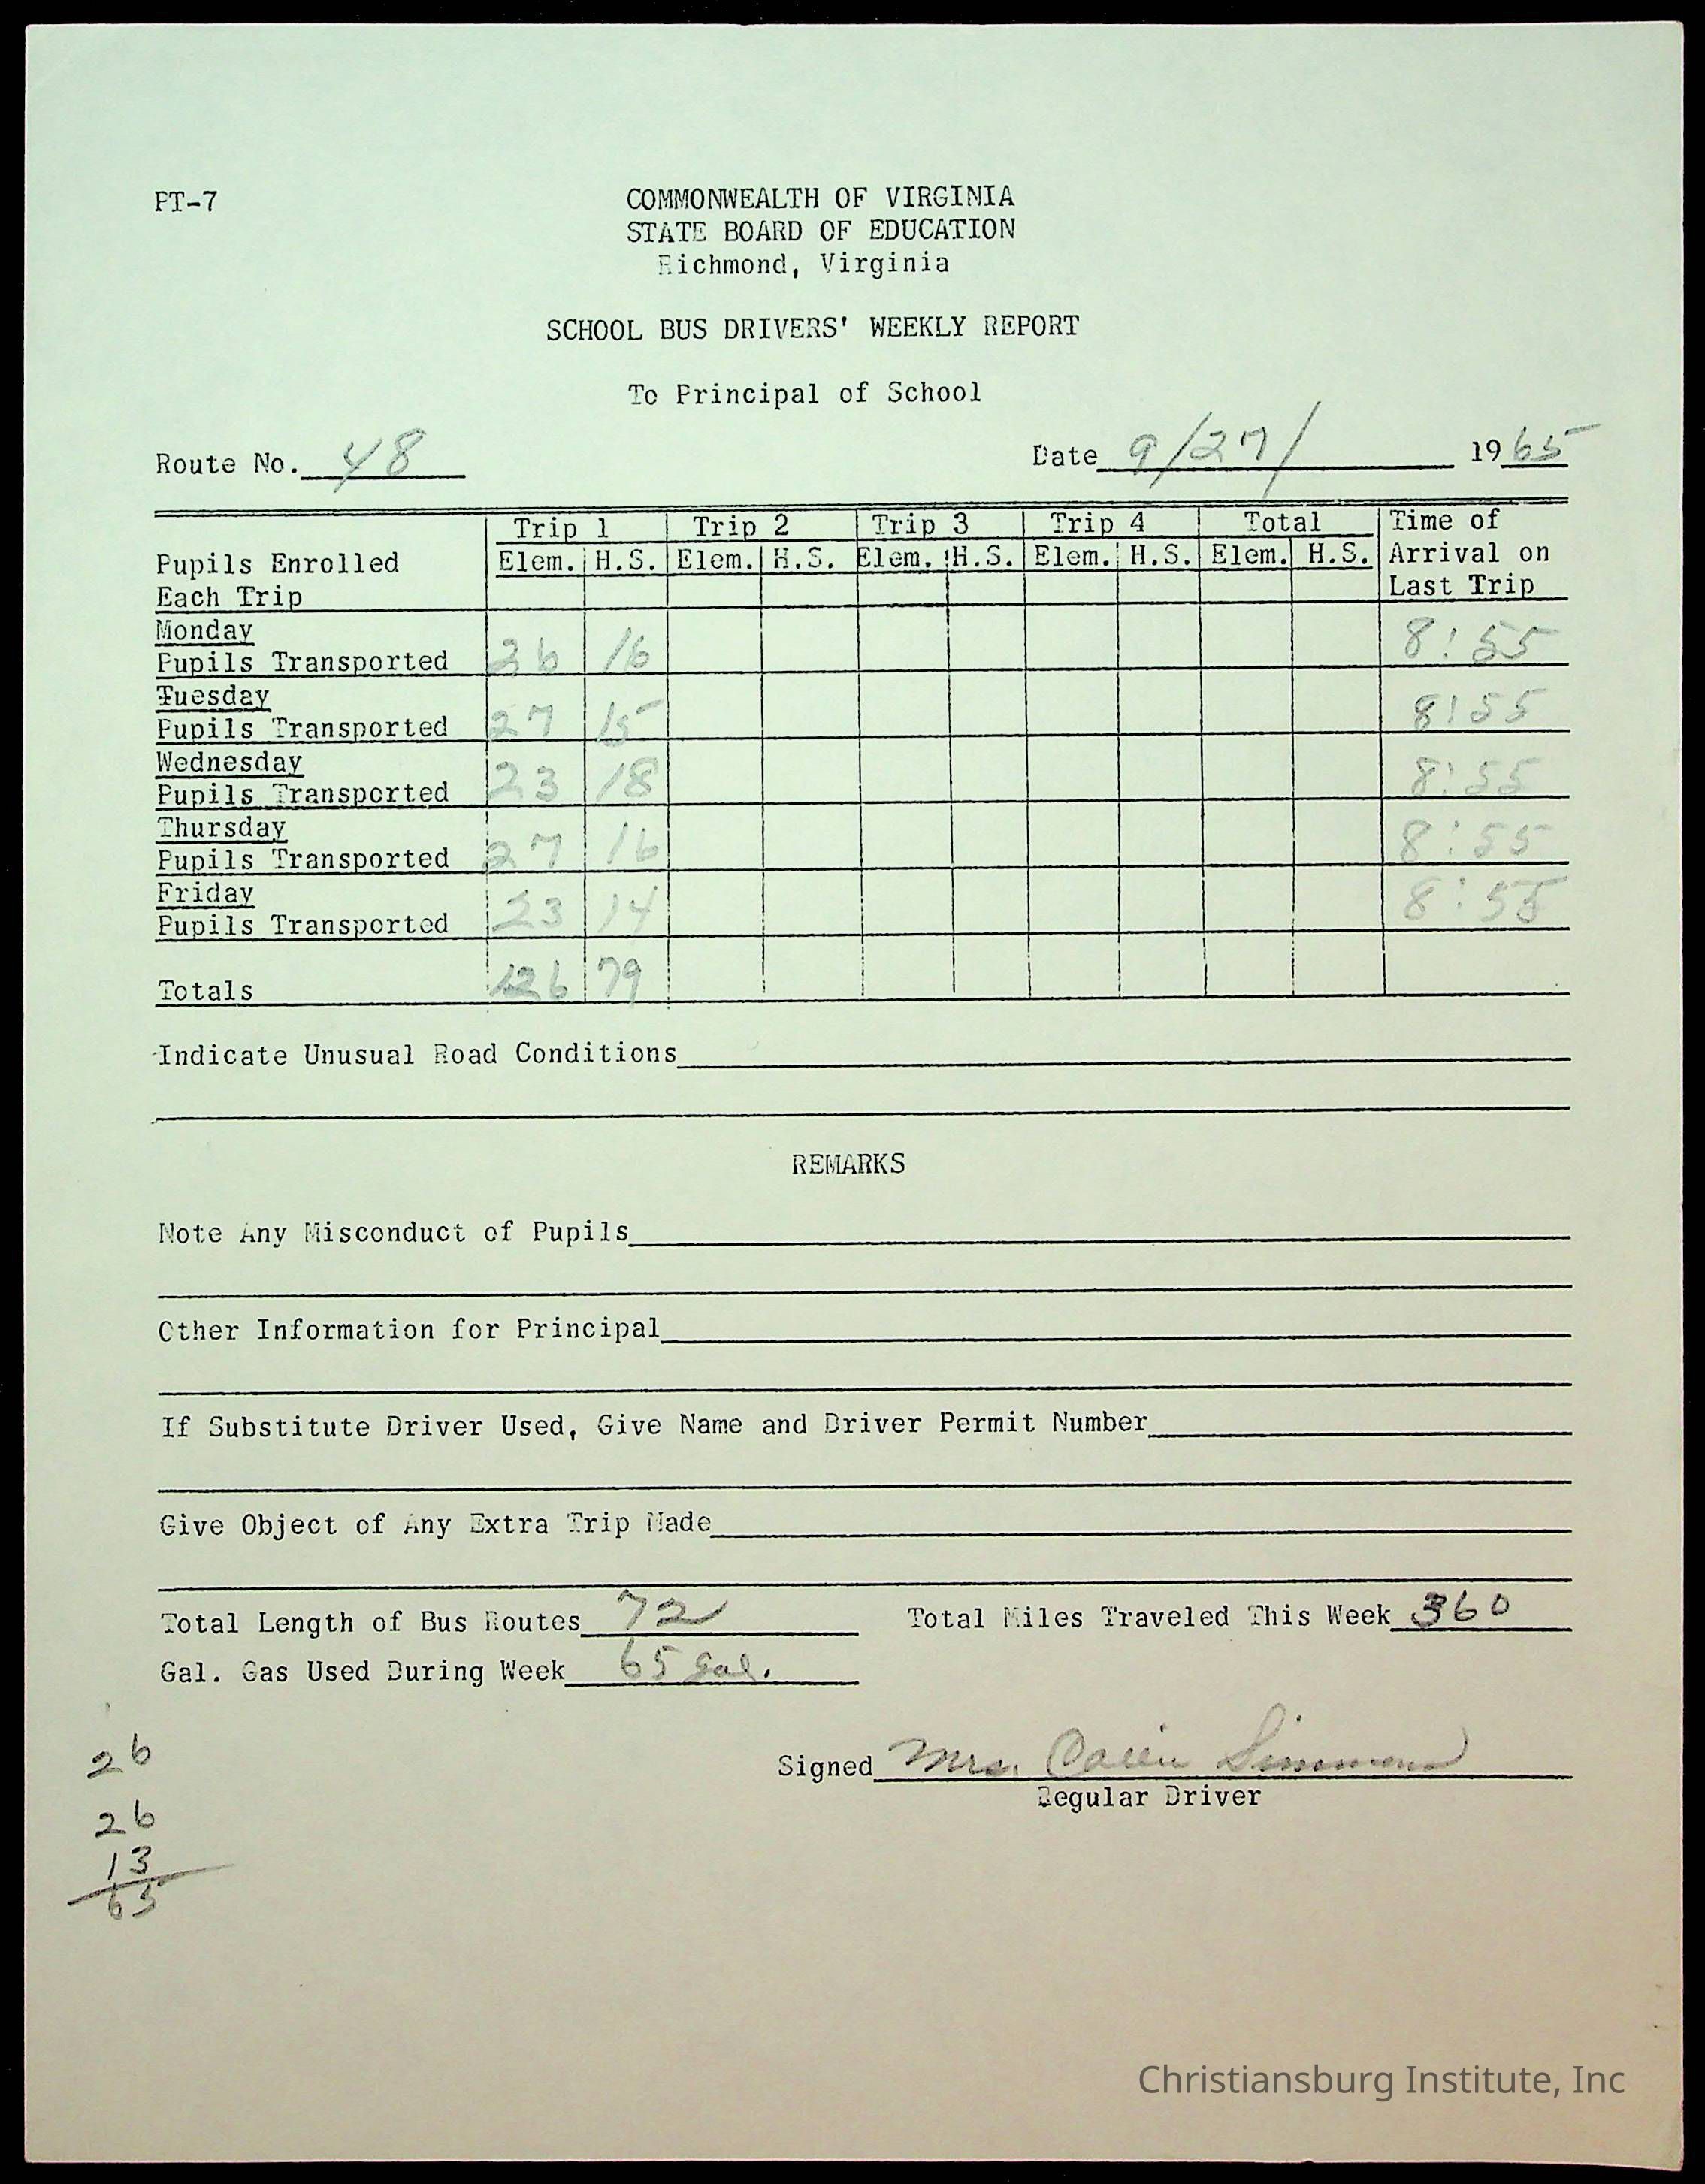 PT-7
COMMONWEALTH OF VIRGINIA
STATE BOARD OF EDUCATION
Richmond, Virginia
SCHOOL BUS DRIVERS' WEEKLY REPORT
To Principal of School
Route No. 48 Date 9/27/ 1965
Trip 1 Trip 2 Trip 3 Trip 4 Total Time of
Pupils Enrolled Elem. H.S. Elem. H.S. Elem. H.S. Elem. H.S. Elem. H.S. Arrival on
Each Trip Last Trip
Monday
Pupils Transported 26 16 8:55
Tuesday
Pupils Transported 27 15 8:55
Wednesday
Pupils Transported 23 18 8:55
Thursday
Pupils Transported 27 16 8:55
Friday
Pupils Transported 23 14 8:55
Totals 126 79
Indicate Unusual Road Conditions
REMARKS
Note Any Misconduct of Pupils
Other Information for Principal
If Substitute Driver Used, Give Name and Driver Permit Number
Give Object of Any Extra Trip Made
Total Length of Bus Routes 72 Total Miles Traveled This Week 360
Gal. Gas Used During Week 65 gal.
Signed Mrs. Simmons
Regular Driver
26
26
13
65
Christiansburg Institute, Inc